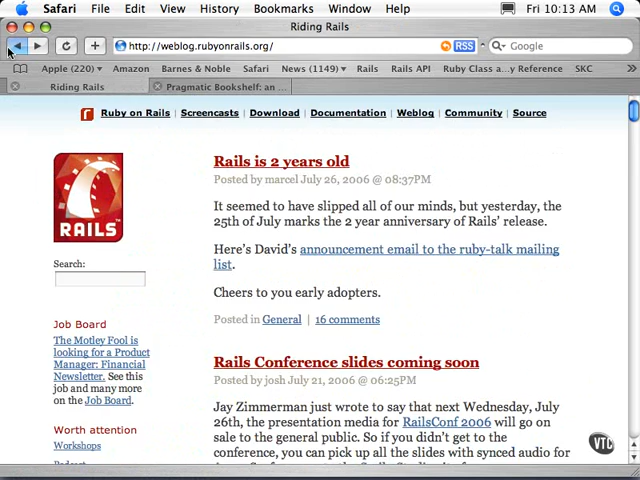 Safari File Edit View History Bookmarks Window Help Fri 10:13 AM
Riding Rails
http://weblog.rubyonrails.org/ RSS Google
Apple (220) Amazon Barnes & Noble Safari News (1149) Rails Rails API Ruby Class a...y Reference SKC »
Riding Rails Pragmatic Bookshelf: an ...
Ruby on Rails | Screencasts | Download | Documentation | Weblog | Community | Source
RAILS
Search:
Job Board
The Motley Fool is
looking for a Product
Manager: Financial
Newsletter. See this
job and many more
on the Job Board.
Worth attention
Workshops
Rails is 2 years old
Posted by marcel July 26, 2006 @ 08:37PM
It seemed to have slipped all of our minds, but yesterday, the
25th of July marks the 2 year anniversary of Rails' release.
Here's David's announcement email to the ruby-talk mailing
list.
Cheers to you early adopters.
Posted in General | 16 comments
Rails Conference slides coming soon
Posted by josh July 21, 2006 @ 06:25PM
Jay Zimmerman just wrote to say that next Wednesday, July
26th, the presentation media for RailsConf 2006 will go on
sale to the general public. So if you didn't get to the
conference, you can pick up all the slides with synced audio for
VTC